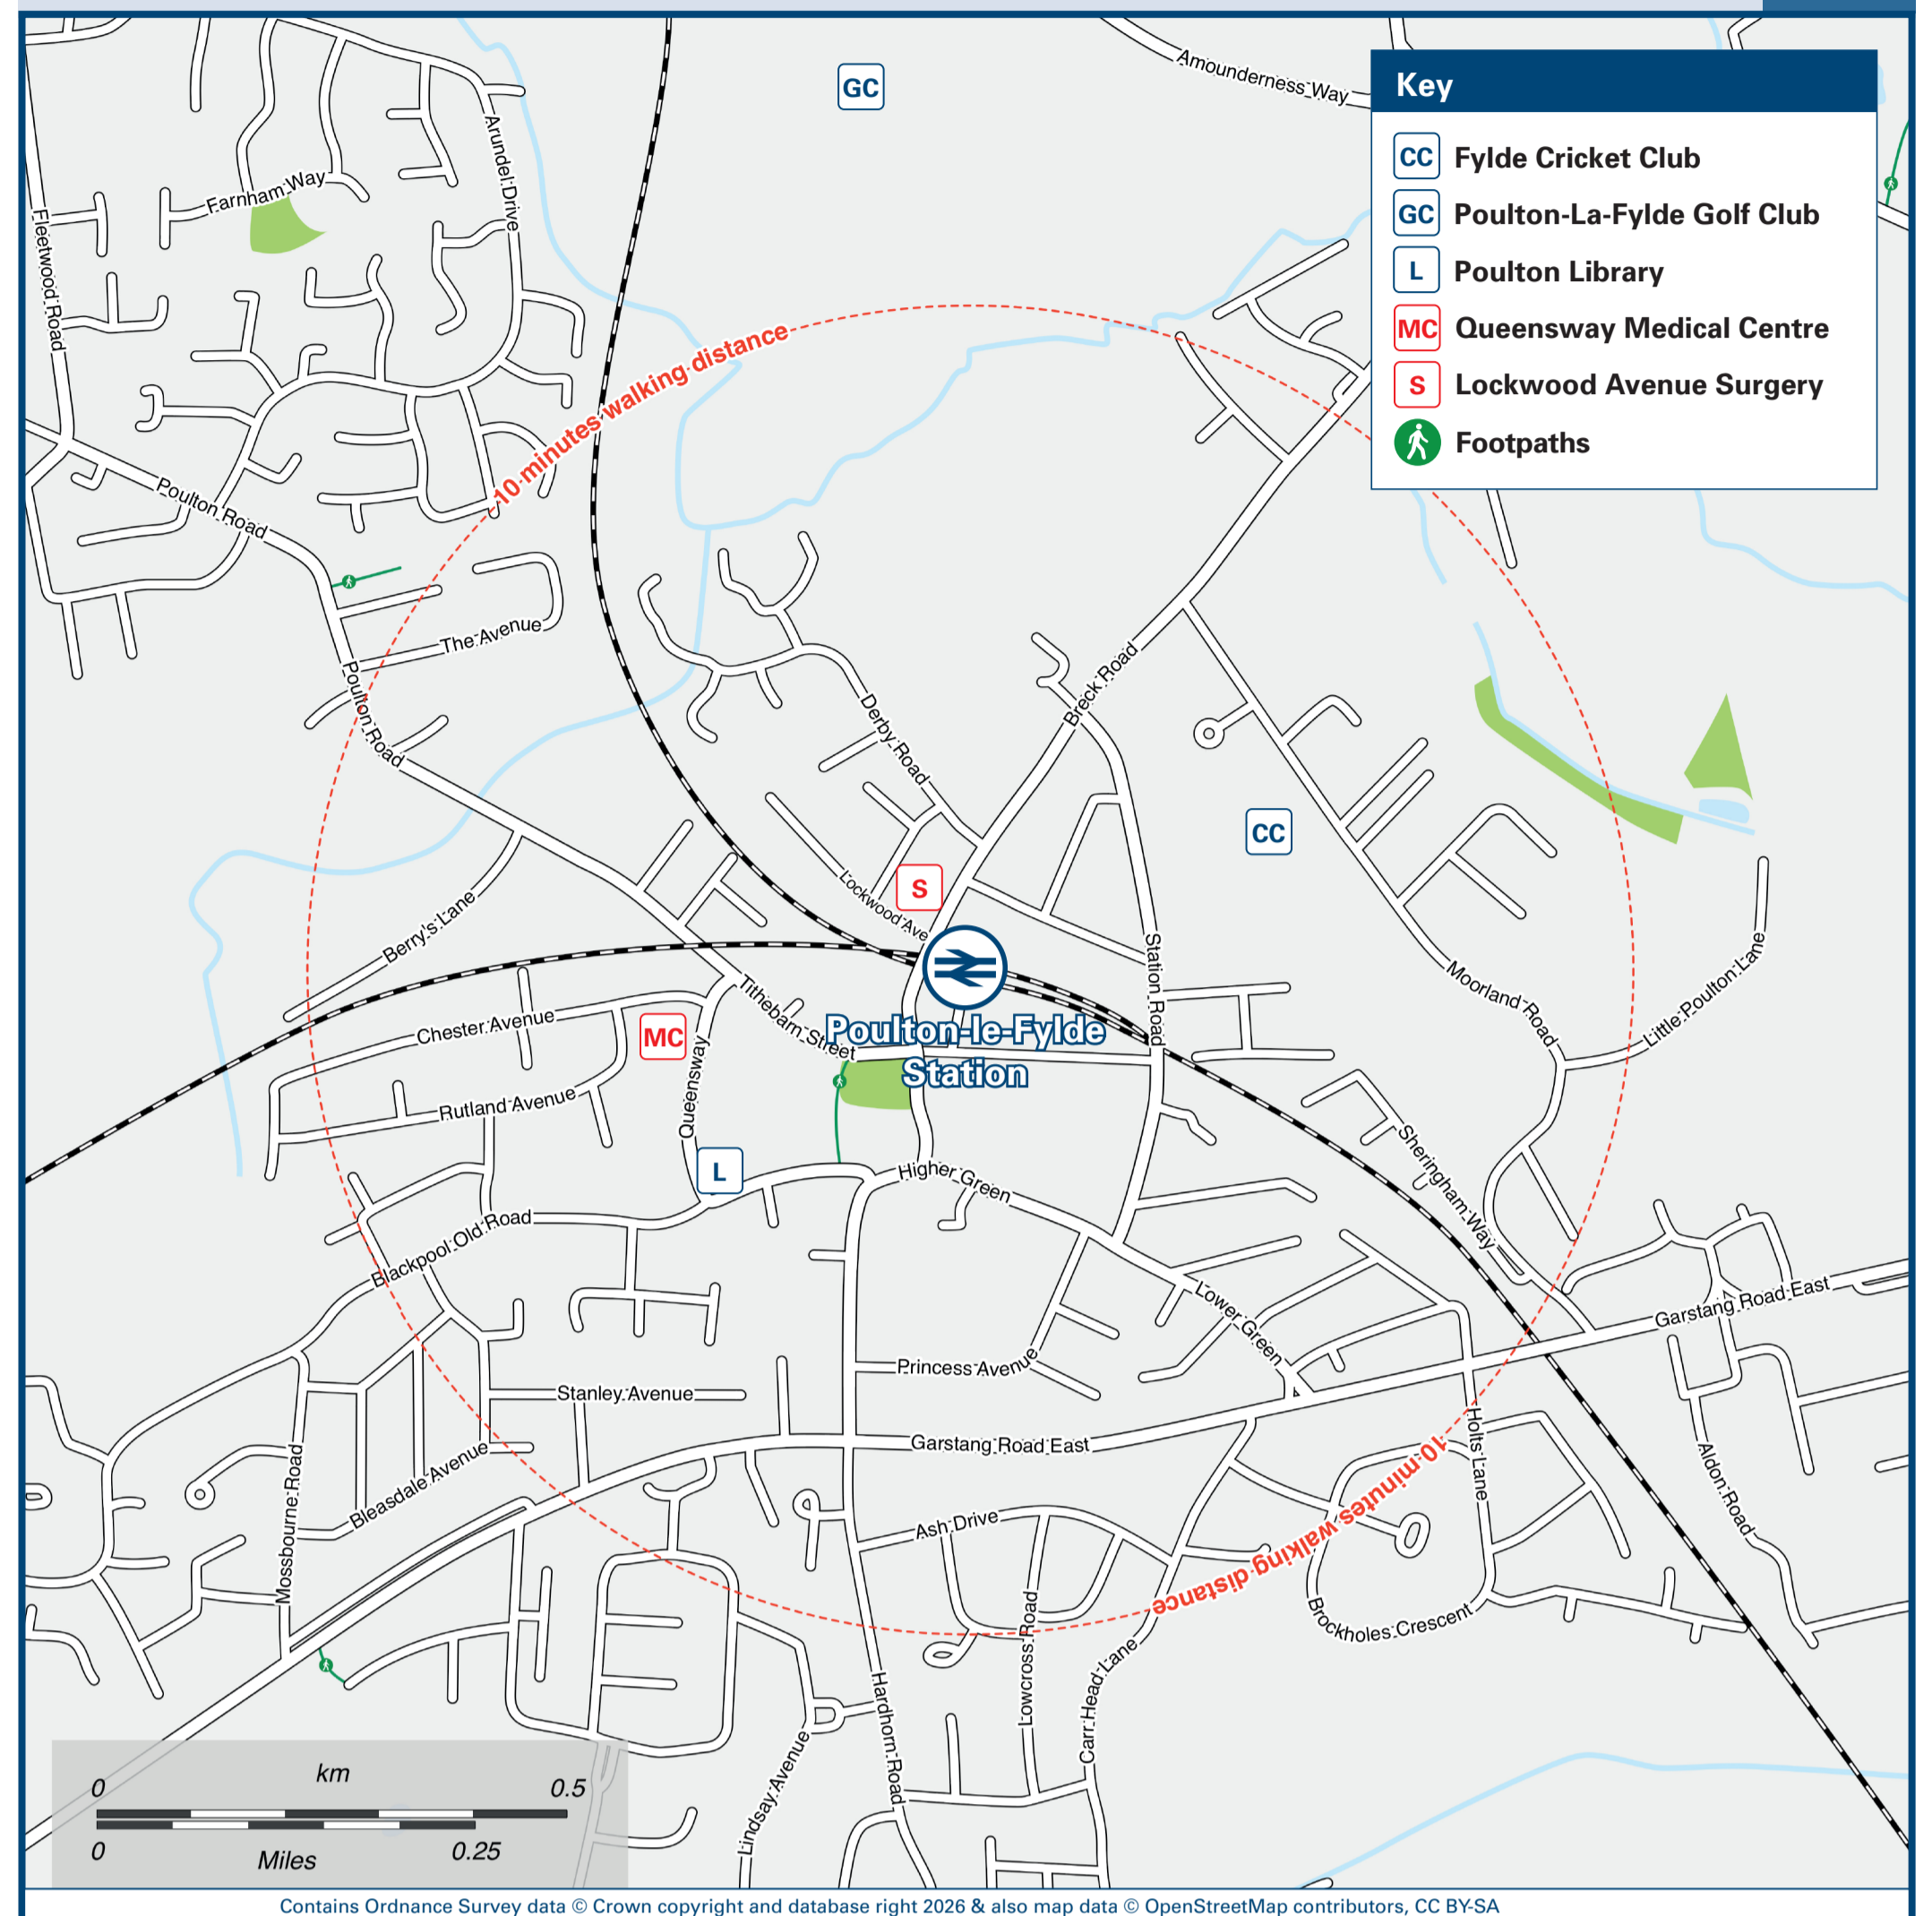 GC
Amounderness Way
Key
CC Fylde Cricket Club
GC Poulton-La-Fylde Golf Club
L Poulton Library
MC Queensway Medical Centre
S Lockwood Avenue Surgery
Footpaths
Arundel Drive
Farnham Way
Fleetwood Road
10 minutes walking distance
Poulton Road
The Avenue
Poulton Road
Breck Road
Derby Road
CC
S
Lockwood Ave
Berry's Lane
Station Road
Moorland Road
Little Poulton Lane
Tithebarn Street
Chester Avenue
MC
Poulton-le-Fylde
Station
Queensway
Rutland Avenue
L
Higher Green
Sheringham Way
Blackpool Old Road
Lower Green
Garstang Road East
Princess Avenue
Stanley Avenue
Garstang Road East
Holts Lane
Aldon Road
Mossbourne Road
Bleasdale Avenue
Ash Drive
10 minutes walking distance
Brockholes Crescent
Lowcross Road
Carr Head Lane
Hardhorn Road
Lindsay Avenue
km
0 0.5
0 0.25
Miles
Contains Ordnance Survey data © Crown copyright and database right 2026 & also map data © OpenStreetMap contributors, CC BY-SA